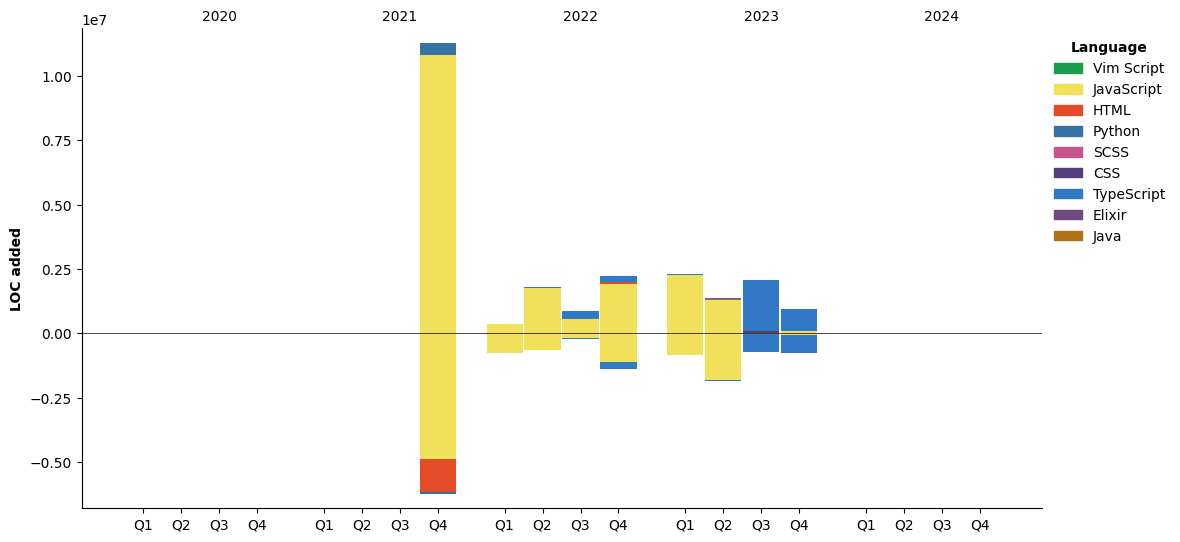 1e7
2020 2021 2022 2023 2024
Language
Vim Script
JavaScript
HTML
Python
SCSS
CSS
TypeScript
Elixir
Java
LOC added
1.00
0.75
0.50
0.25
0.00
−0.25
−0.50
Q1 Q2 Q3 Q4 Q1 Q2 Q3 Q4 Q1 Q2 Q3 Q4 Q1 Q2 Q3 Q4 Q1 Q2 Q3 Q4